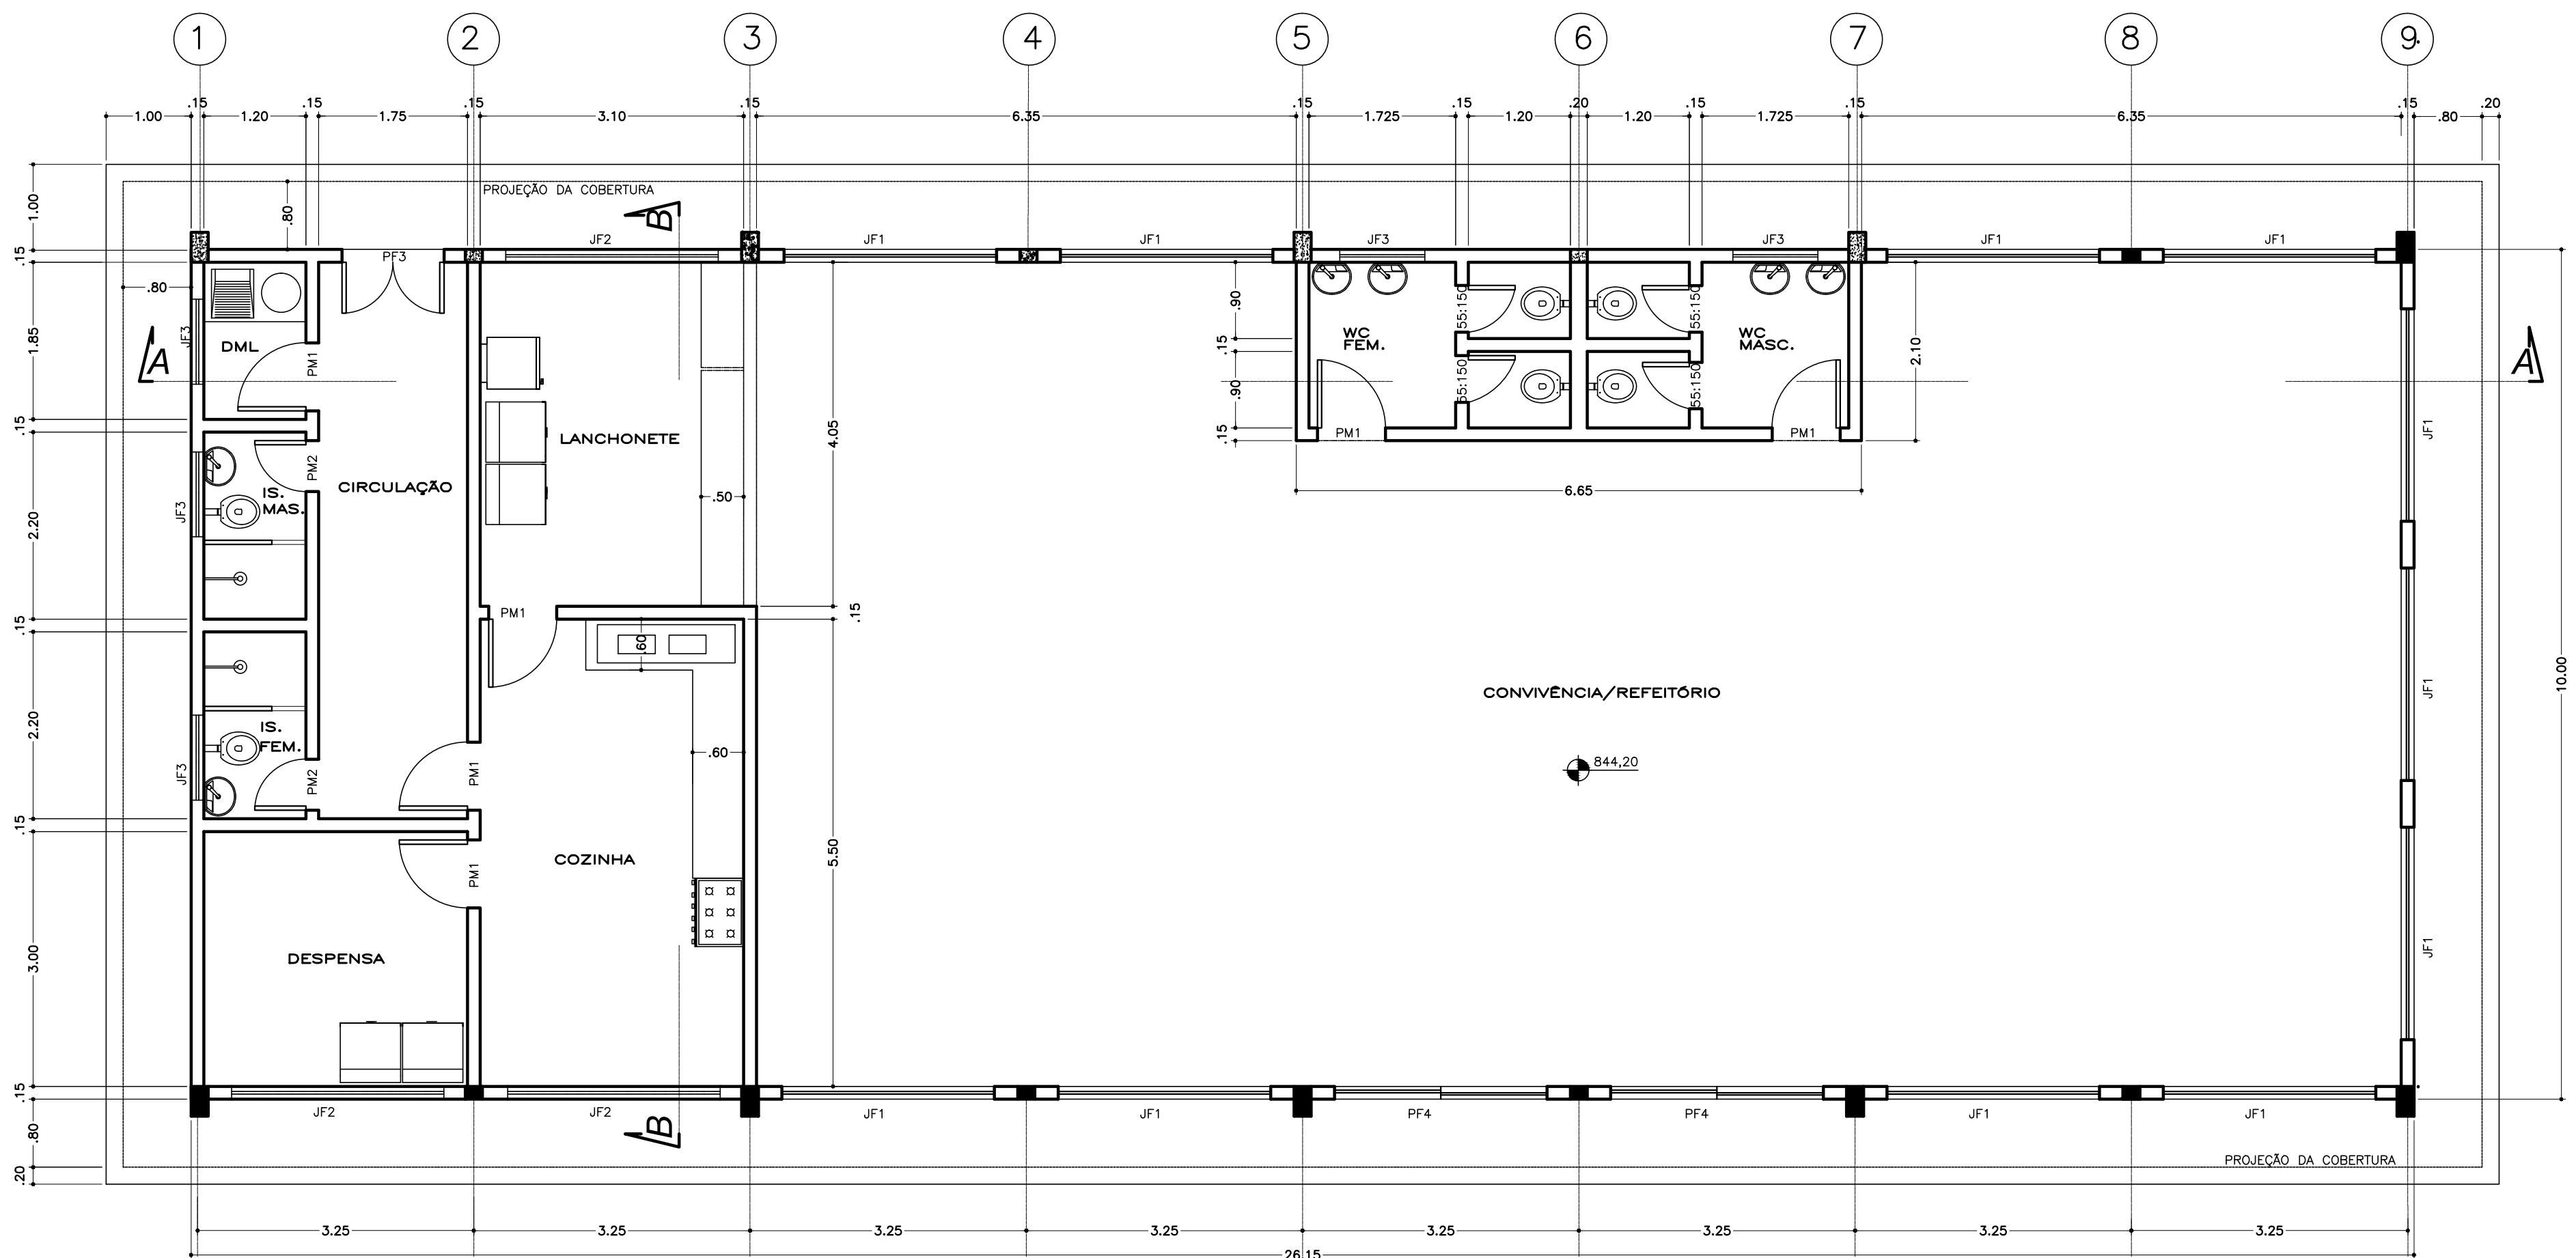 1 2 3 4 5 6 7 8 9
.15 .15 .15 .15 .15 .15 .20 .15 .15 .15 .20
1.00 1.20 1.75 3.10 6.35 1.725 1.20 1.20 1.725 6.35 .80
PROJEÇÃO DA COBERTURA
1.00
.80
B
JF2 JF1 JF1 JF3 JF3 JF1 JF1
.15
PF3
.80
.90
55:150
55:150
JF3
1.85
DML
PM1
WC
FEM.
WC
MASC.
.15
2.10
A
A
.90
55:150
55:150
.15
LANCHONETE
4.05
.15
PM1
PM1
JF1
PM2
CIRCULAÇÃO
IS.
MAS.
.50
6.65
JF3
2.20
.15
PM1
.15
.60
10.00
CONVIVÊNCIA/REFEITÓRIO
JF1
2.20
IS.
FEM.
.60
844,20
JF3
PM2
PM1
.15
COZINHA
5.50
PM1
3.00
DESPENSA
JF1
.15
JF2 JF2 JF1 JF1 PF4 PF4 JF1 JF1
.80
B
PROJEÇÃO DA COBERTURA
.20
3.25 3.25 3.25 3.25 3.25 3.25 3.25 3.25
26.15